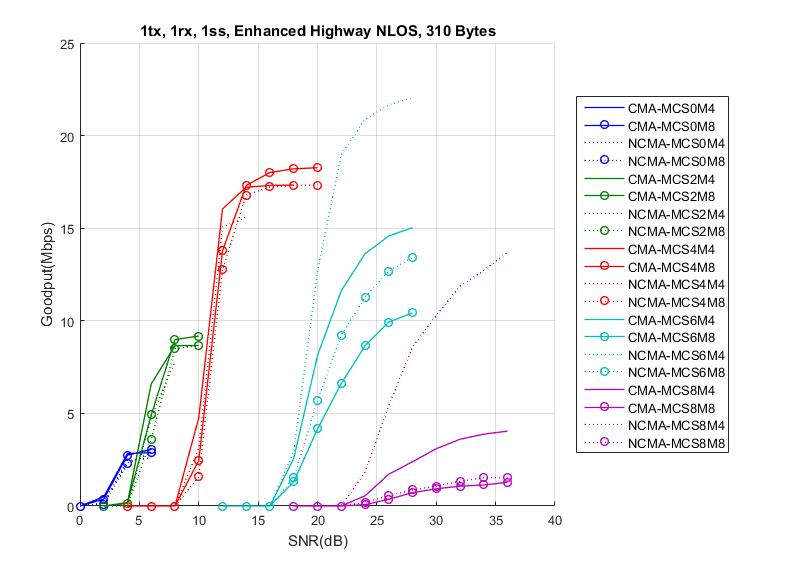 1tx, 1rx, 1ss, Enhanced Highway NLOS, 310 Bytes
25
20
15
10
5
0
Goodput(Mbps)
0 5 10 15 20 25 30 35 40
SNR(dB)
CMA-MCS0M4
CMA-MCS0M8
NCMA-MCS0M4
NCMA-MCS0M8
CMA-MCS2M4
CMA-MCS2M8
NCMA-MCS2M4
NCMA-MCS2M8
CMA-MCS4M4
CMA-MCS4M8
NCMA-MCS4M4
NCMA-MCS4M8
CMA-MCS6M4
CMA-MCS6M8
NCMA-MCS6M4
NCMA-MCS6M8
CMA-MCS8M4
CMA-MCS8M8
NCMA-MCS8M4
NCMA-MCS8M8